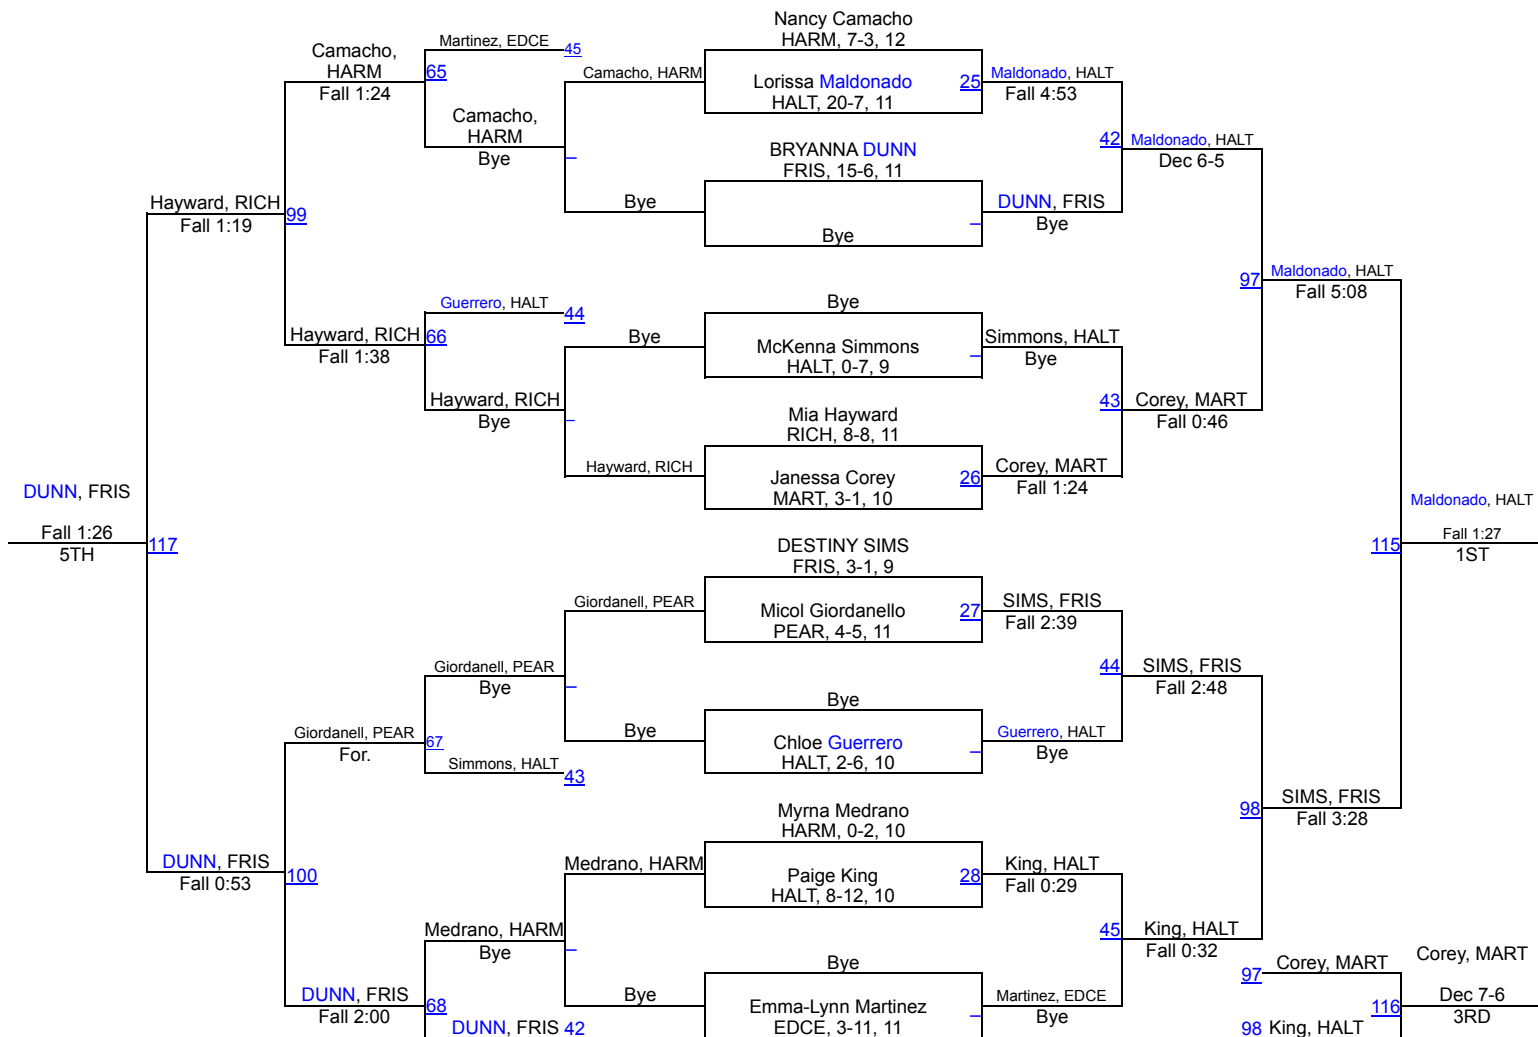 Nancy Camacho
HARM, 7-3, 12
Camacho,
HARM
Fall 1:24
Martinez, EDCE
45
65
Camacho, HARM
Lorissa Maldonado
HALT, 20-7, 11
25
Maldonado, HALT
Fall 4:53
Camacho,
HARM
Bye
BRYANNA DUNN
FRIS, 15-6, 11
42
Maldonado, HALT
Dec 6-5
Hayward, RICH
Fall 1:19
99
Bye
Bye
DUNN, FRIS
Bye
97
Maldonado, HALT
Fall 5:08
Guerrero, HALT
44
Bye
Hayward, RICH
Fall 1:38
66
Bye
McKenna Simmons
HALT, 0-7, 9
Simmons, HALT
Bye
Hayward, RICH
Bye
Mia Hayward
RICH, 8-8, 11
43
Corey, MART
Fall 0:46
Hayward, RICH
Janessa Corey
MART, 3-1, 10
26
Corey, MART
Fall 1:24
DUNN, FRIS
Fall 1:26
5TH
117
Maldonado, HALT
Fall 1:27
1ST
115
DESTINY SIMS
FRIS, 3-1, 9
Giordanell, PEAR
Micol Giordanello
PEAR, 4-5, 11
27
SIMS, FRIS
Fall 2:39
Giordanell, PEAR
Bye
44
SIMS, FRIS
Fall 2:48
Bye
Bye
Chloe Guerrero
HALT, 2-6, 10
Guerrero, HALT
Bye
Giordanell, PEAR
For.
67
Simmons, HALT
43
98
SIMS, FRIS
Fall 3:28
Myrna Medrano
HARM, 0-2, 10
DUNN, FRIS
Fall 0:53
100
Medrano, HARM
Paige King
HALT, 8-12, 10
28
King, HALT
Fall 0:29
Medrano, HARM
Bye
45
King, HALT
Fall 0:32
Bye
Bye
Emma-Lynn Martinez
EDCE, 3-11, 11
Martinez, EDCE
Bye
97
Corey, MART
Corey, MART
Dec 7-6
3RD
116
DUNN, FRIS
Fall 2:00
68
DUNN, FRIS 42
98 King, HALT